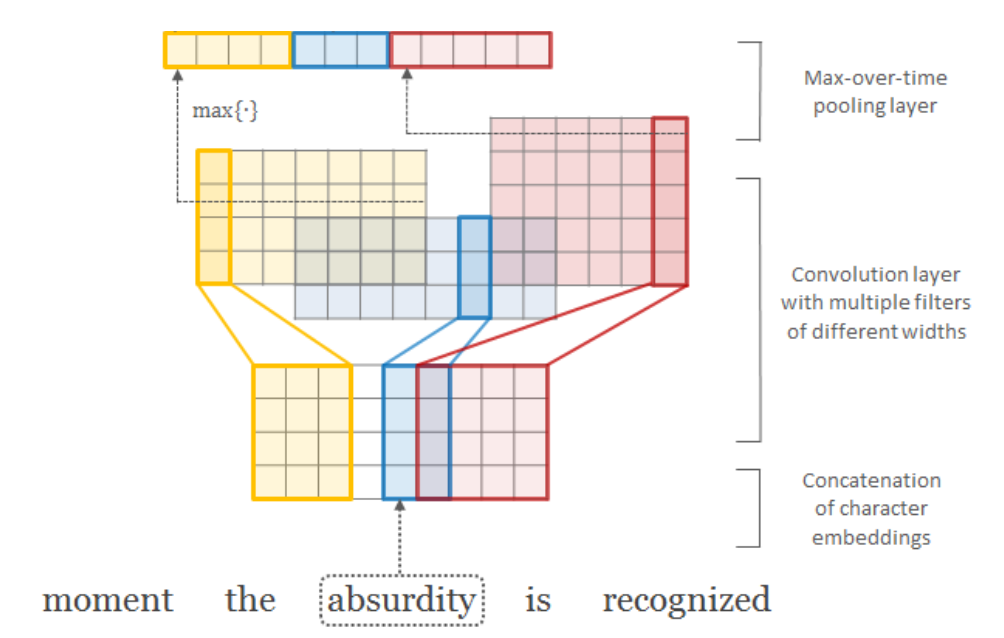 max{·}
Max-over-time
pooling layer
Convolution layer
with multiple filters
of different widths
Concatenation
of character
embeddings
moment the absurdity is recognized